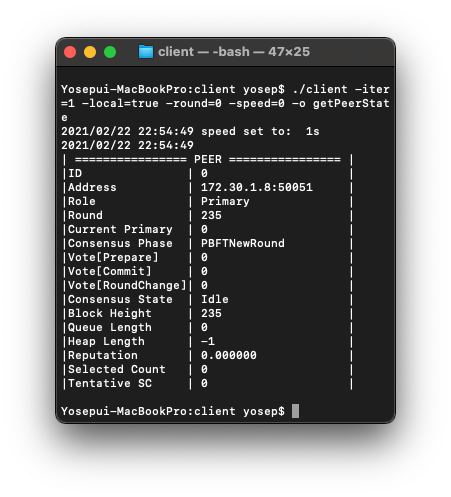 client — -bash — 47×25
Yosepui-MacBookPro:client yosep$ ./client -iter
=1 -local=true -round=0 -speed=0 -o getPeerStat
e
2021/02/22 22:54:49 speed set to:  1s
2021/02/22 22:54:49
| ================ PEER ================ |
|ID               | 0                    |
|Address          | 172.30.1.8:50051     |
|Role             | Primary              |
|Round            | 235                  |
|Current Primary  | 0                    |
|Consensus Phase  | PBFTNewRound         |
|Vote[Prepare]    | 0                    |
|Vote[Commit]     | 0                    |
|Vote[RoundChange]| 0                    |
|Consensus State  | Idle                 |
|Block Height     | 235                  |
|Queue Length     | 0                    |
|Heap Length      | -1                   |
|Reputation       | 0.000000             |
|Selected Count   | 0                    |
|Tentative SC     | 0                    |
Yosepui-MacBookPro:client yosep$